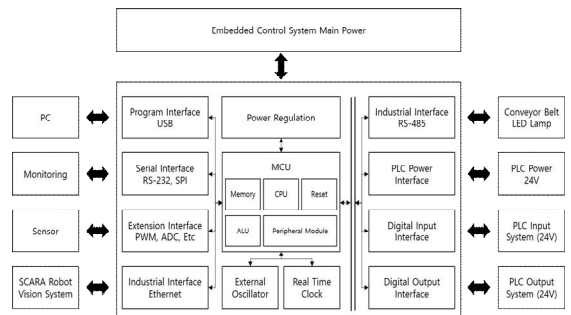 Embedded Control System Main Power
PC
Program Interface
USB
Power Regulation
Industrial Interface
RS-485
Conveyor Belt
LED Lamp
Monitoring
Serial Interface
RS-232, SPI
MCU
Memory
CPU
Reset
ALU
Peripheral Module
PLC Power
Interface
PLC Power
24V
Sensor
Extension Interface
PWM, ADC, Etc
Digital Input
Interface
PLC Input
System (24V)
SCARA Robot
Vision System
Industrial Interface
Ethernet
External
Oscillator
Real Time
Clock
Digital Output
Interface
PLC Output
System (24V)